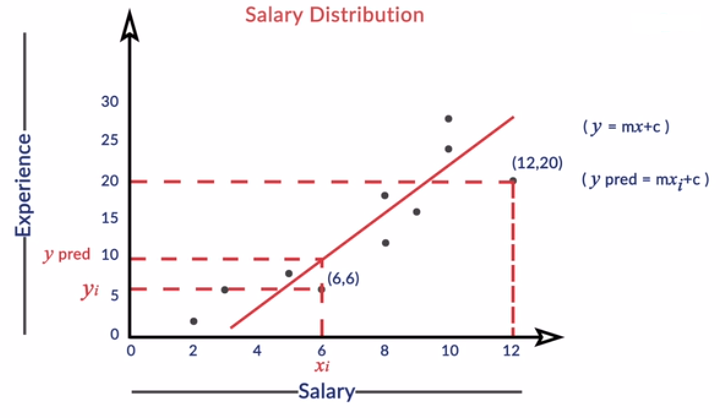 Salary Distribution
30
25
20
15
y pred 10
yi 5
0
Experience
(y = mx+c)
(12,20)
(y pred = mxi+c)
(6,6)
0 2 4 6 8 10 12
xi
Salary